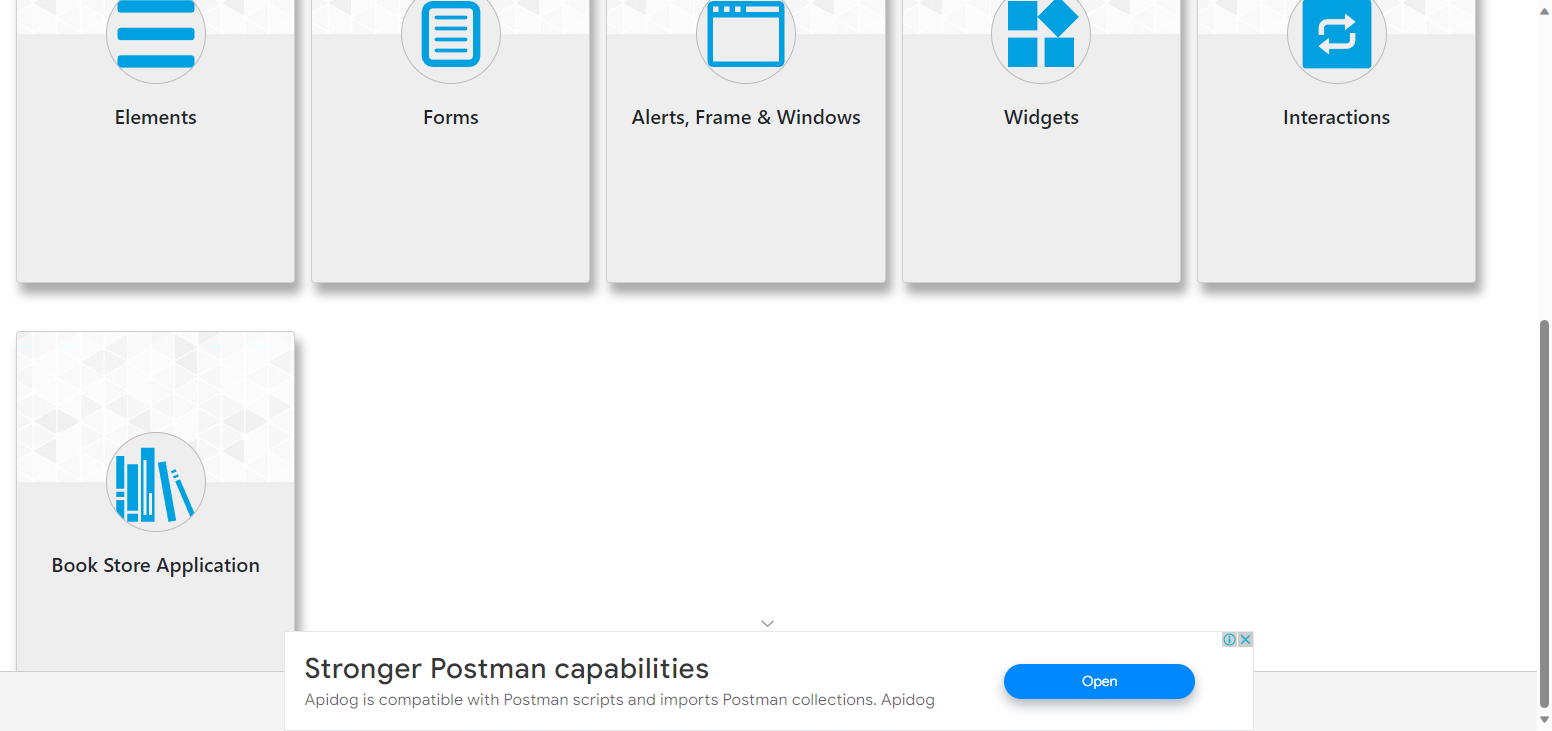 Elements
Forms
Alerts, Frame & Windows
Widgets
Interactions
Book Store Application
Stronger Postman capabilities
Apidog is compatible with Postman scripts and imports Postman collections. Apidog
Open